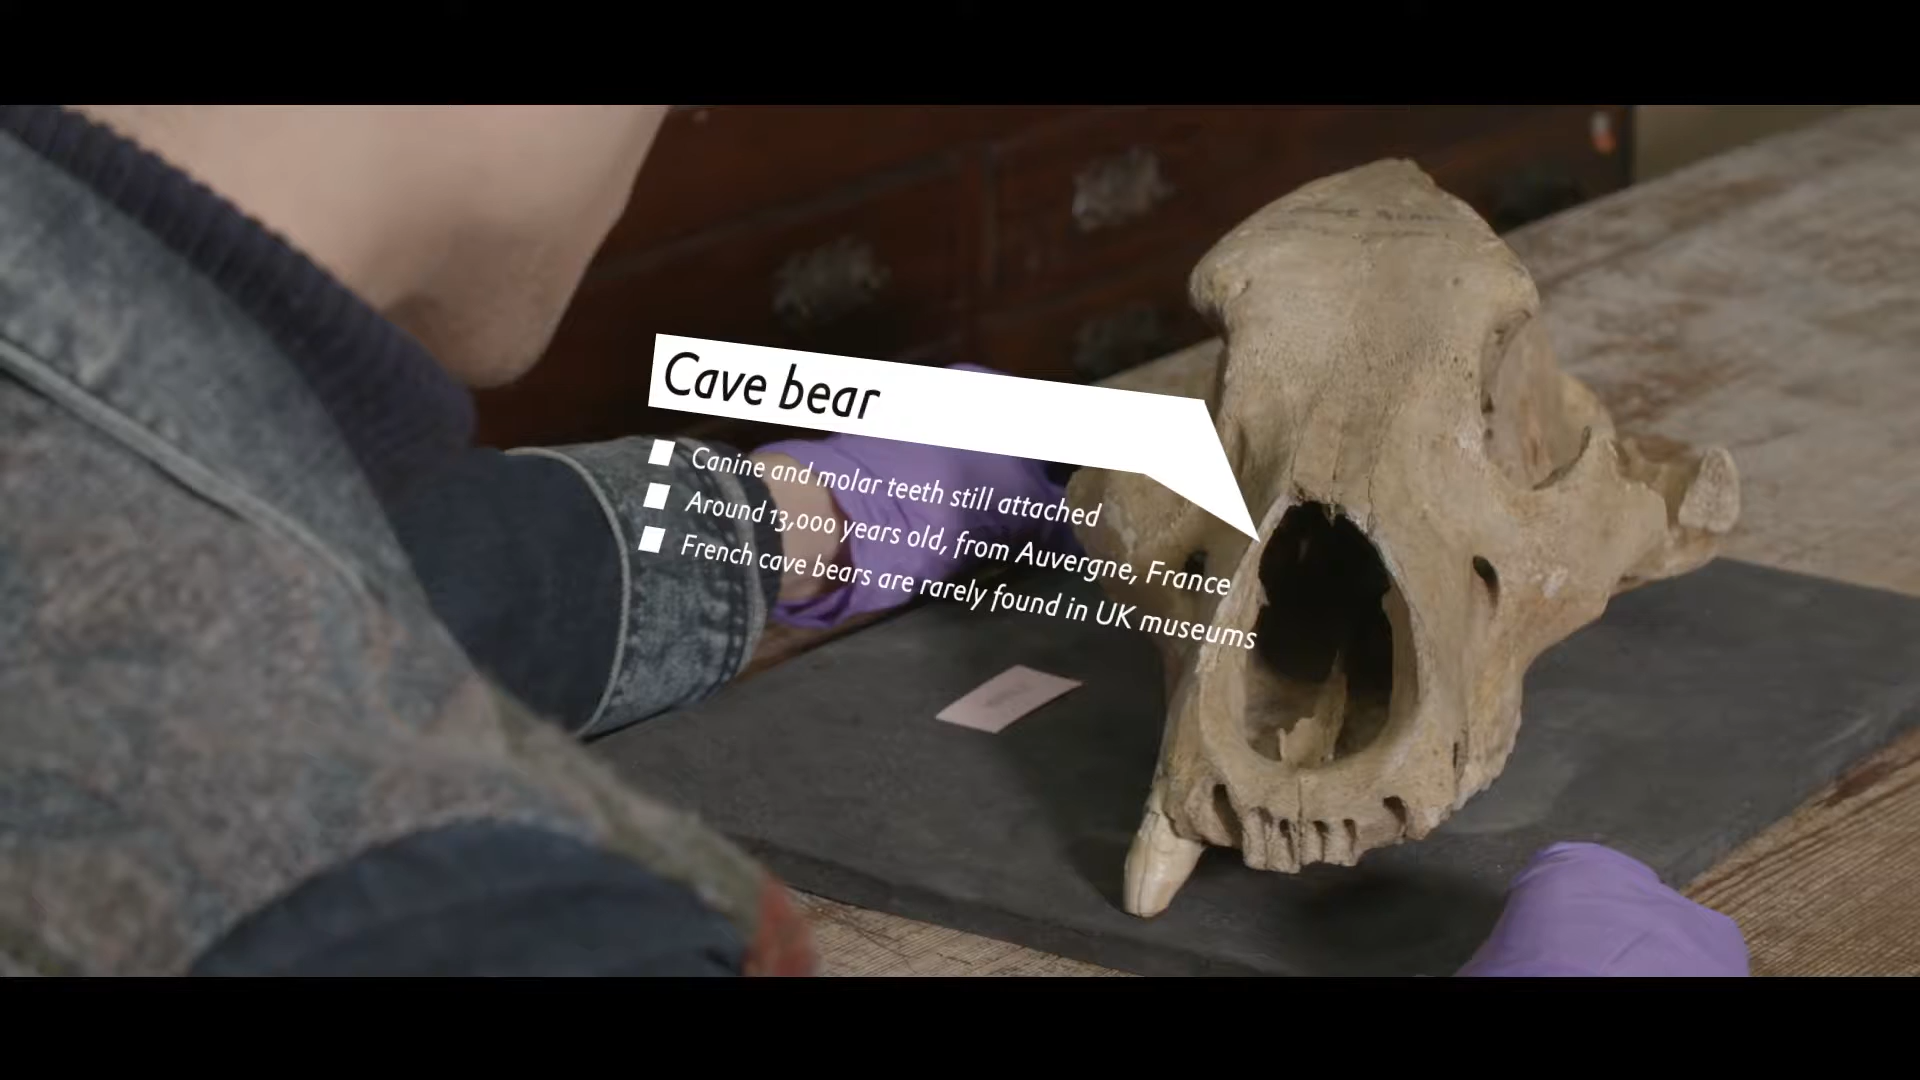 Cave bear
Canine and molar teeth still attached
Around 13,000 years old, from Auvergne, France
French cave bears are rarely found in UK museums